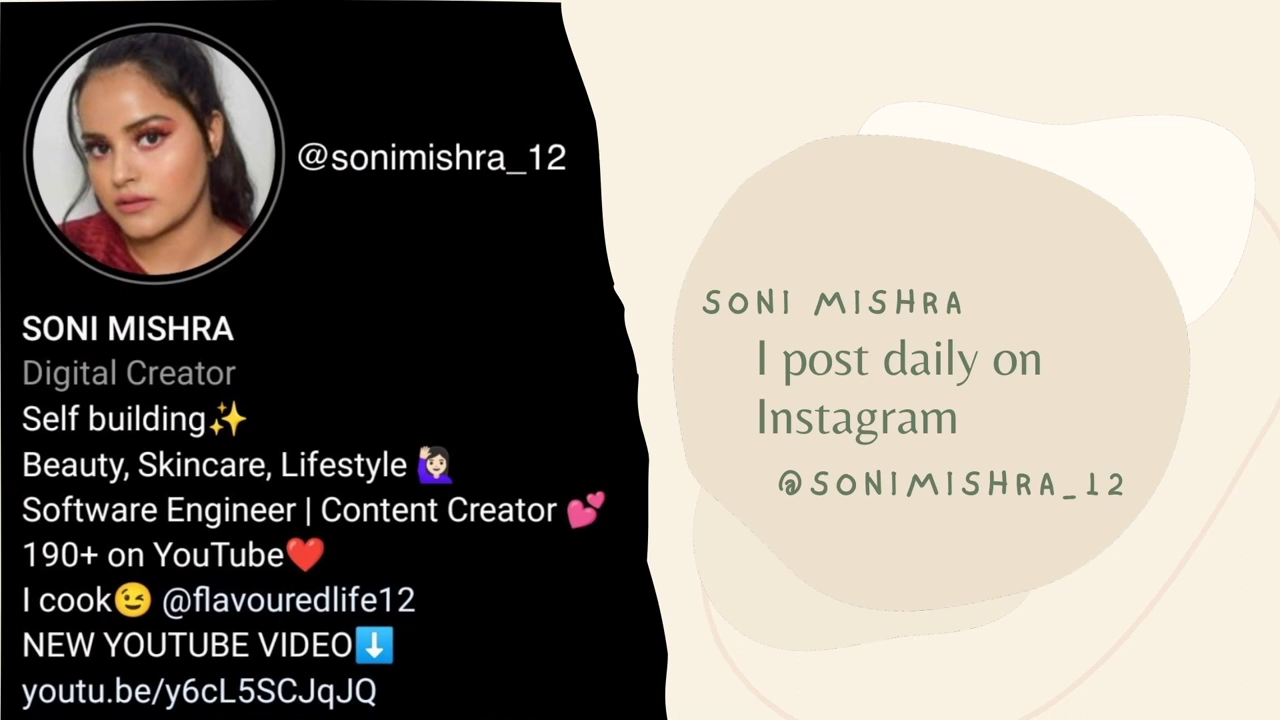 @sonimishra_12
SONI MISHRA
Digital Creator
Self building✨
Beauty, Skincare, Lifestyle 🙋🏻‍♀️
Software Engineer | Content Creator 💕
190+ on YouTube❤️
I cook😉 @flavouredlife12
NEW YOUTUBE VIDEO⬇️
youtu.be/y6cL5SCJqJQ
SONI MISHRA
I post daily on
Instagram
@SONIMISHRA_12